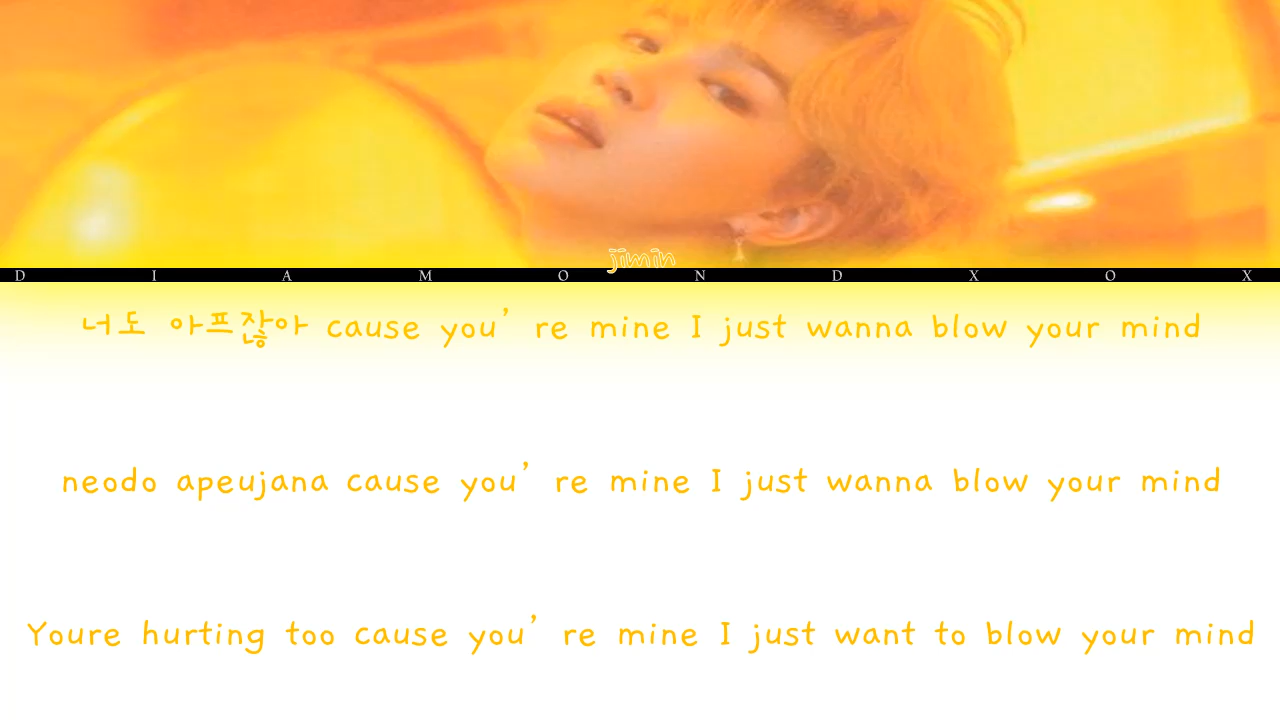 jimin
D I A M O N D X O X
너도 아프잖아 cause you’re mine I just wanna blow your mind
neodo apeujana cause you’re mine I just wanna blow your mind
Youre hurting too cause you’re mine I just want to blow your mind